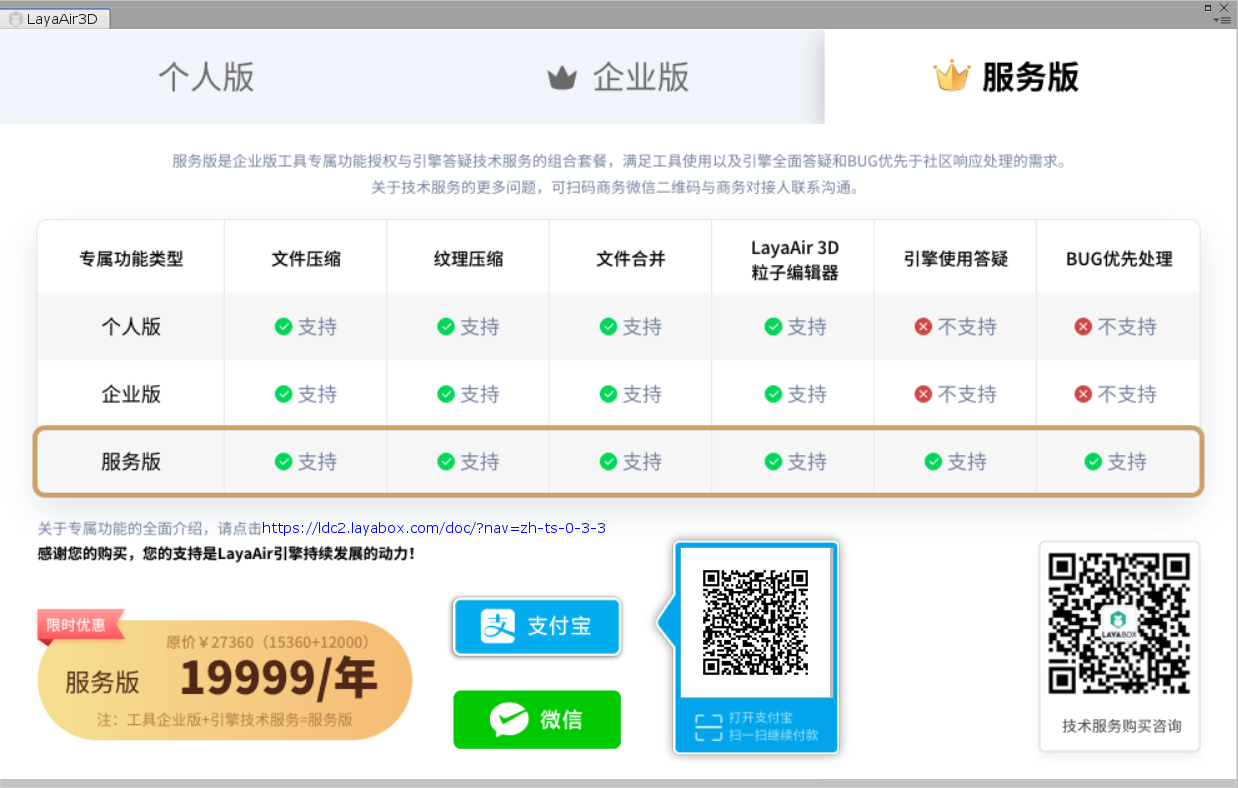 LayaAir3D
个人版
企业版
服务版
服务版是企业版工具专属功能授权与引擎答疑技术服务的组合套餐，满足工具使用以及引擎全面答疑和BUG优先于社区响应处理的需求。
关于技术服务的更多问题，可扫码商务微信二维码与商务对接人联系沟通。
专属功能类型 文件压缩 纹理压缩 文件合并 LayaAir 3D 引擎使用答疑 BUG优先处理
粒子编辑器
个人版 支持 支持 支持 支持 不支持 不支持
企业版 支持 支持 支持 支持 不支持 不支持
服务版 支持 支持 支持 支持 支持 支持
关于专属功能的全面介绍，请点击https://ldc2.layabox.com/doc/?nav=zh-ts-0-3-3
感谢您的购买，您的支持是LayaAir引擎持续发展的动力！
限时优惠
原价￥27360（15360+12000）
服务版 19999/年
注：工具企业版+引擎技术服务=服务版
支 支付宝
微信
打开支付宝
扫一扫继续付款
LAYABOX
技术服务购买咨询